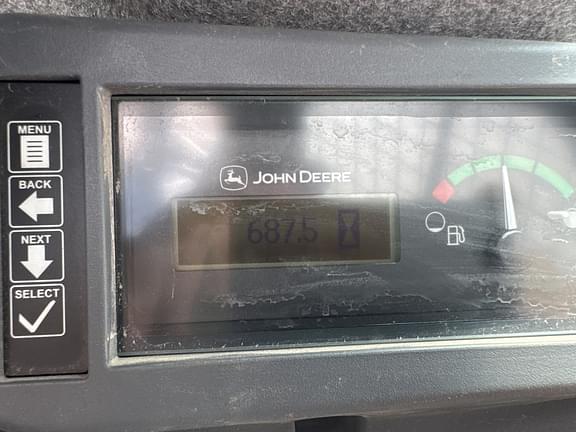 MENU
BACK
NEXT
SELECT
JOHN DEERE
687.5